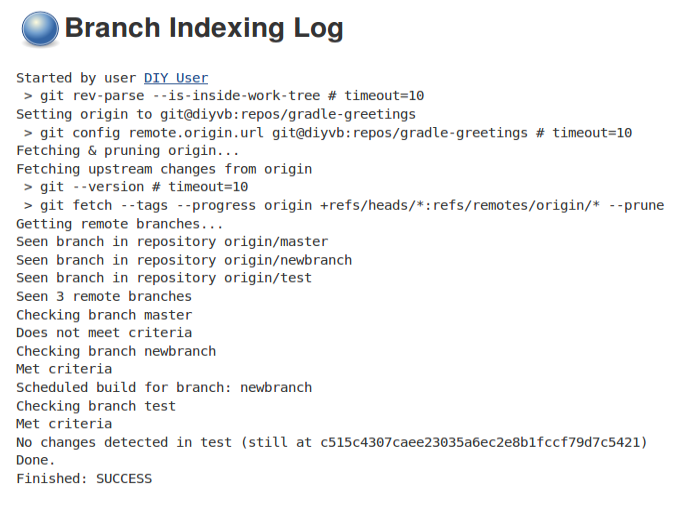 Branch Indexing Log
Started by user DIY User
> git rev-parse --is-inside-work-tree # timeout=10
Setting origin to git@diyvb:repos/gradle-greetings
> git config remote.origin.url git@diyvb:repos/gradle-greetings # timeout=10
Fetching & pruning origin...
Fetching upstream changes from origin
> git --version # timeout=10
> git fetch --tags --progress origin +refs/heads/*:refs/remotes/origin/* --prune
Getting remote branches...
Seen branch in repository origin/master
Seen branch in repository origin/newbranch
Seen branch in repository origin/test
Seen 3 remote branches
Checking branch master
Does not meet criteria
Checking branch newbranch
Met criteria
Scheduled build for branch: newbranch
Checking branch test
Met criteria
No changes detected in test (still at c515c4307caee23035a6ec2e8b1fccf79d7c5421)
Done.
Finished: SUCCESS